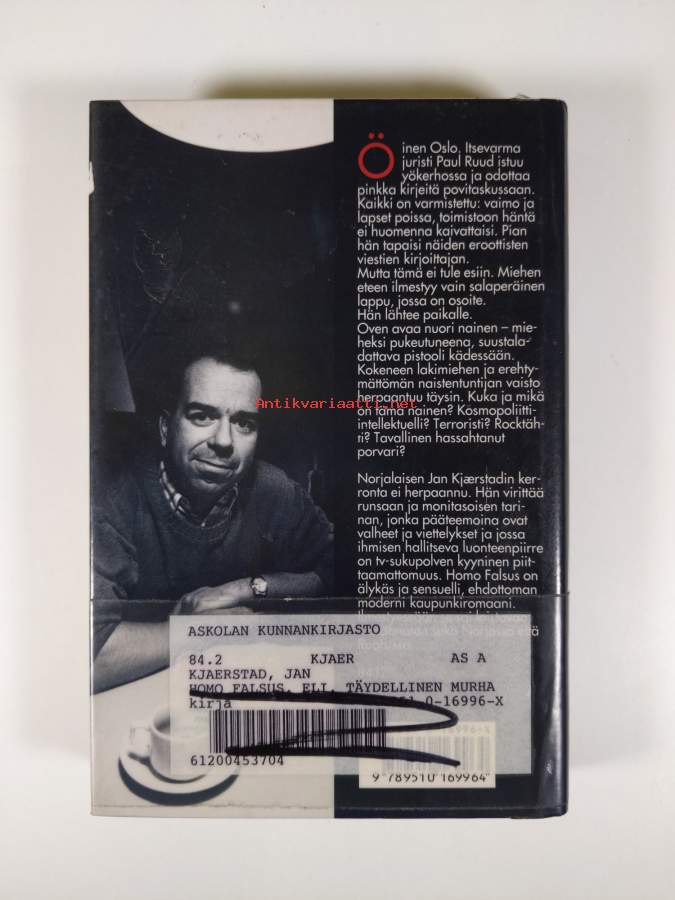 Öinen Oslo. Itsevarma
juristi Paul Ruud istuu
yökerhossa ja odottaa
pinkka kirjeitä povitaskussaan.
Kaikki on varmistettu: vaimo ja
lapset poissa, toimistoon häntä
ei huomenna kaivattaisi. Pian
hän tapaisi näiden eroottisten
viestien kirjoittajan.
Mutta tämä ei tule esiin. Miehen
eteen ilmestyy vain salaperäinen
lappu, jossa on osoite.
Hän lähtee paikalle.
Oven avaa nuori nainen – mie-
heksi pukeutuneena, suustala-
dattava pistooli kädessään.
Kokeneen lakimiehen ja erehty-
mättömän naistentuntijan vaisto
herpaantuu täysin. Kuka ja mikä
on tämä nainen? Kosmopoliitti-
intellektuelli? Terroristi? Rocktäh-
ti? Tavallinen hassahtanut
porvari?
Antikvariaatti.net
Norjalaisen Jan Kjærstadin ker-
ronta ei herpaannu. Hän virittää
runsaan ja monitasoisen tari-
nan, jonka pääteemoina ovat
valheet ja viettelykset ja jossa
ihmisen hallitseva luonteenpiirre
on tv-sukupolven kyyninen piit-
taamattomuus. Homo Falsus on
älykäs ja sensuelli, ehdottoman
moderni kaupunkiromaani.
ASKOLAN KUNNANKIRJASTO
84.2 KJAER AS A
KJAERSTAD, JAN
HOMO FALSUS, ELI, TÄYDELLINEN MURHA
kirja 0-16996-X
61200453704
9 789510 169964